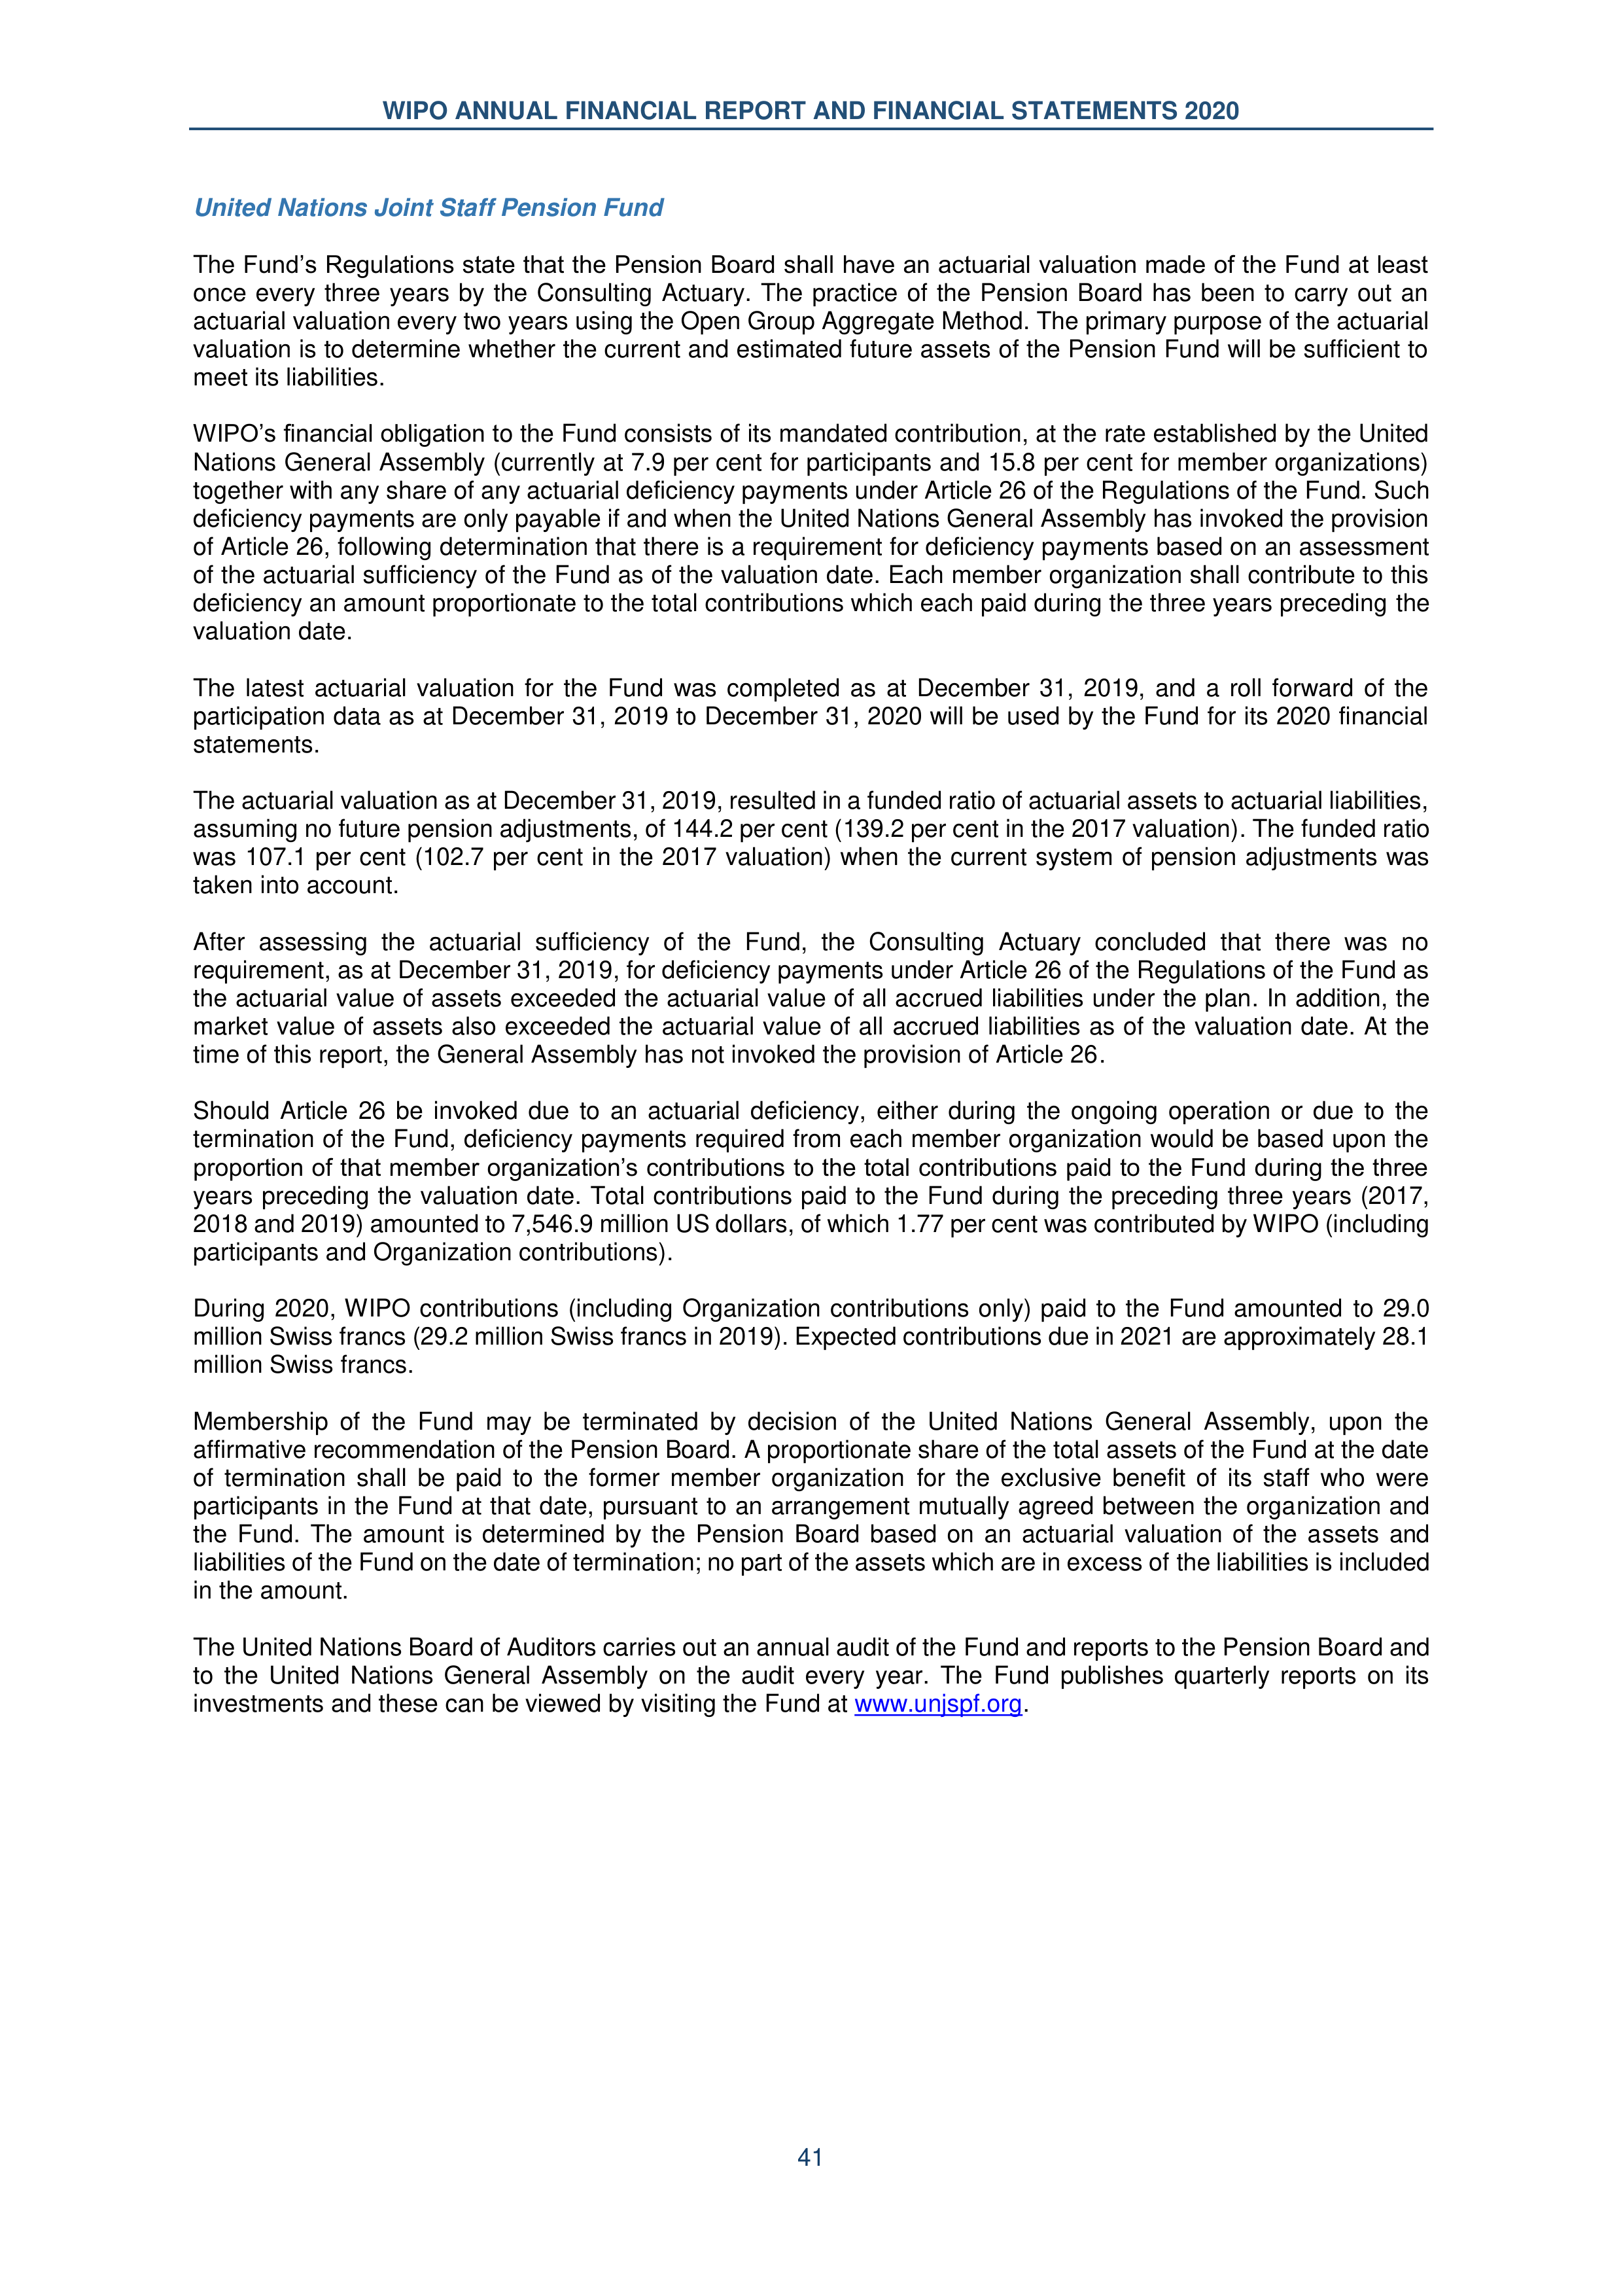 WIPO ANNUAL FINANCIAL REPORT AND FINANCIAL STATEMENTS 2020
United Nations Joint Staff Pension Fund
The Fund’s Regulations state that the Pension Board shall have an actuarial valuation made of the Fund at least
once every three years by the Consulting Actuary. The practice of the Pension Board has been to carry out an
actuarial valuation every two years using the Open Group Aggregate Method. The primary purpose of the actuarial
valuation is to determine whether the current and estimated future assets of the Pension Fund will be sufficient to
meet its liabilities.
WIPO’s financial obligation to the Fund consists of its mandated contribution, at the rate established by the United
Nations General Assembly (currently at 7.9 per cent for participants and 15.8 per cent for member organizations)
together with any share of any actuarial deficiency payments under Article 26 of the Regulations of the Fund. Such
deficiency payments are only payable if and when the United Nations General Assembly has invoked the provision
of Article 26, following determination that there is a requirement for deficiency payments based on an assessment
of the actuarial sufficiency of the Fund as of the valuation date. Each member organization shall contribute to this
deficiency an amount proportionate to the total contributions which each paid during the three years preceding the
valuation date.
The latest actuarial valuation for the Fund was completed as at December 31, 2019, and a roll forward of the
participation data as at December 31, 2019 to December 31, 2020 will be used by the Fund for its 2020 financial
statements.
The actuarial valuation as at December 31, 2019, resulted in a funded ratio of actuarial assets to actuarial liabilities,
assuming no future pension adjustments, of 144.2 per cent (139.2 per cent in the 2017 valuation). The funded ratio
was 107.1 per cent (102.7 per cent in the 2017 valuation) when the current system of pension adjustments was
taken into account.
After assessing the actuarial sufficiency of the Fund, the Consulting Actuary concluded that there was no
requirement, as at December 31, 2019, for deficiency payments under Article 26 of the Regulations of the Fund as
the actuarial value of assets exceeded the actuarial value of all accrued liabilities under the plan. In addition, the
market value of assets also exceeded the actuarial value of all accrued liabilities as of the valuation date. At the
time of this report, the General Assembly has not invoked the provision of Article 26.
Should Article 26 be invoked due to an actuarial deficiency, either during the ongoing operation or due to the
termination of the Fund, deficiency payments required from each member organization would be based upon the
proportion of that member organization’s contributions to the total contributions paid to the Fund during the three
years preceding the valuation date. Total contributions paid to the Fund during the preceding three years (2017,
2018 and 2019) amounted to 7,546.9 million US dollars, of which 1.77 per cent was contributed by WIPO (including
participants and Organization contributions).
During 2020, WIPO contributions (including Organization contributions only) paid to the Fund amounted to 29.0
million Swiss francs (29.2 million Swiss francs in 2019). Expected contributions due in 2021 are approximately 28.1
million Swiss francs.
Membership of the Fund may be terminated by decision of the United Nations General Assembly, upon the
affirmative recommendation of the Pension Board. A proportionate share of the total assets of the Fund at the date
of termination shall be paid to the former member organization for the exclusive benefit of its staff who were
participants in the Fund at that date, pursuant to an arrangement mutually agreed between the organization and
the Fund. The amount is determined by the Pension Board based on an actuarial valuation of the assets and
liabilities of the Fund on the date of termination; no part of the assets which are in excess of the liabilities is included
in the amount.
The United Nations Board of Auditors carries out an annual audit of the Fund and reports to the Pension Board and
to the United Nations General Assembly on the audit every year. The Fund publishes quarterly reports on its
investments and these can be viewed by visiting the Fund at www.unjspf.org.
41